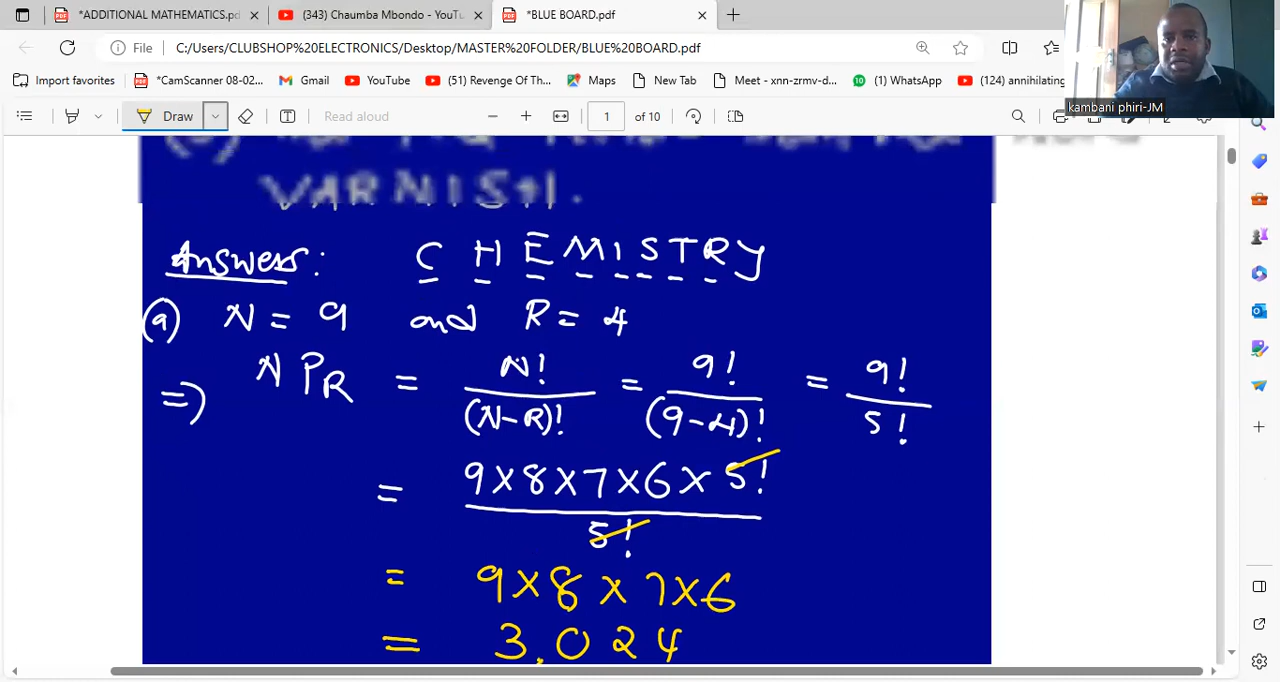 *ADDITIONAL MATHEMATICS.pd
(343) Chaumba Mbondo - YouTu
*BLUE BOARD.pdf
File
C:/Users/CLUBSHOP%20ELECTRONICS/Desktop/MASTER%20FOLDER/BLUE%20BOARD.pdf
Import favorites
*CamScanner 08-02...
Gmail
YouTube
(51) Revenge Of Th...
Maps
New Tab
Meet - xnn-zrmv-d...
(1) WhatsApp
(124) annihilating
kambani phiri-JM
Draw
Read aloud
1 of 10
VARNISH.
Answers: CHEMISTRY
(a) N = 9 and R = 4
=> N P R = N! / (N-R)! = 9! / (9-4)! = 9! / 5!
= 9×8×7×6×5! / 5!
= 9×8×7×6
= 3,024